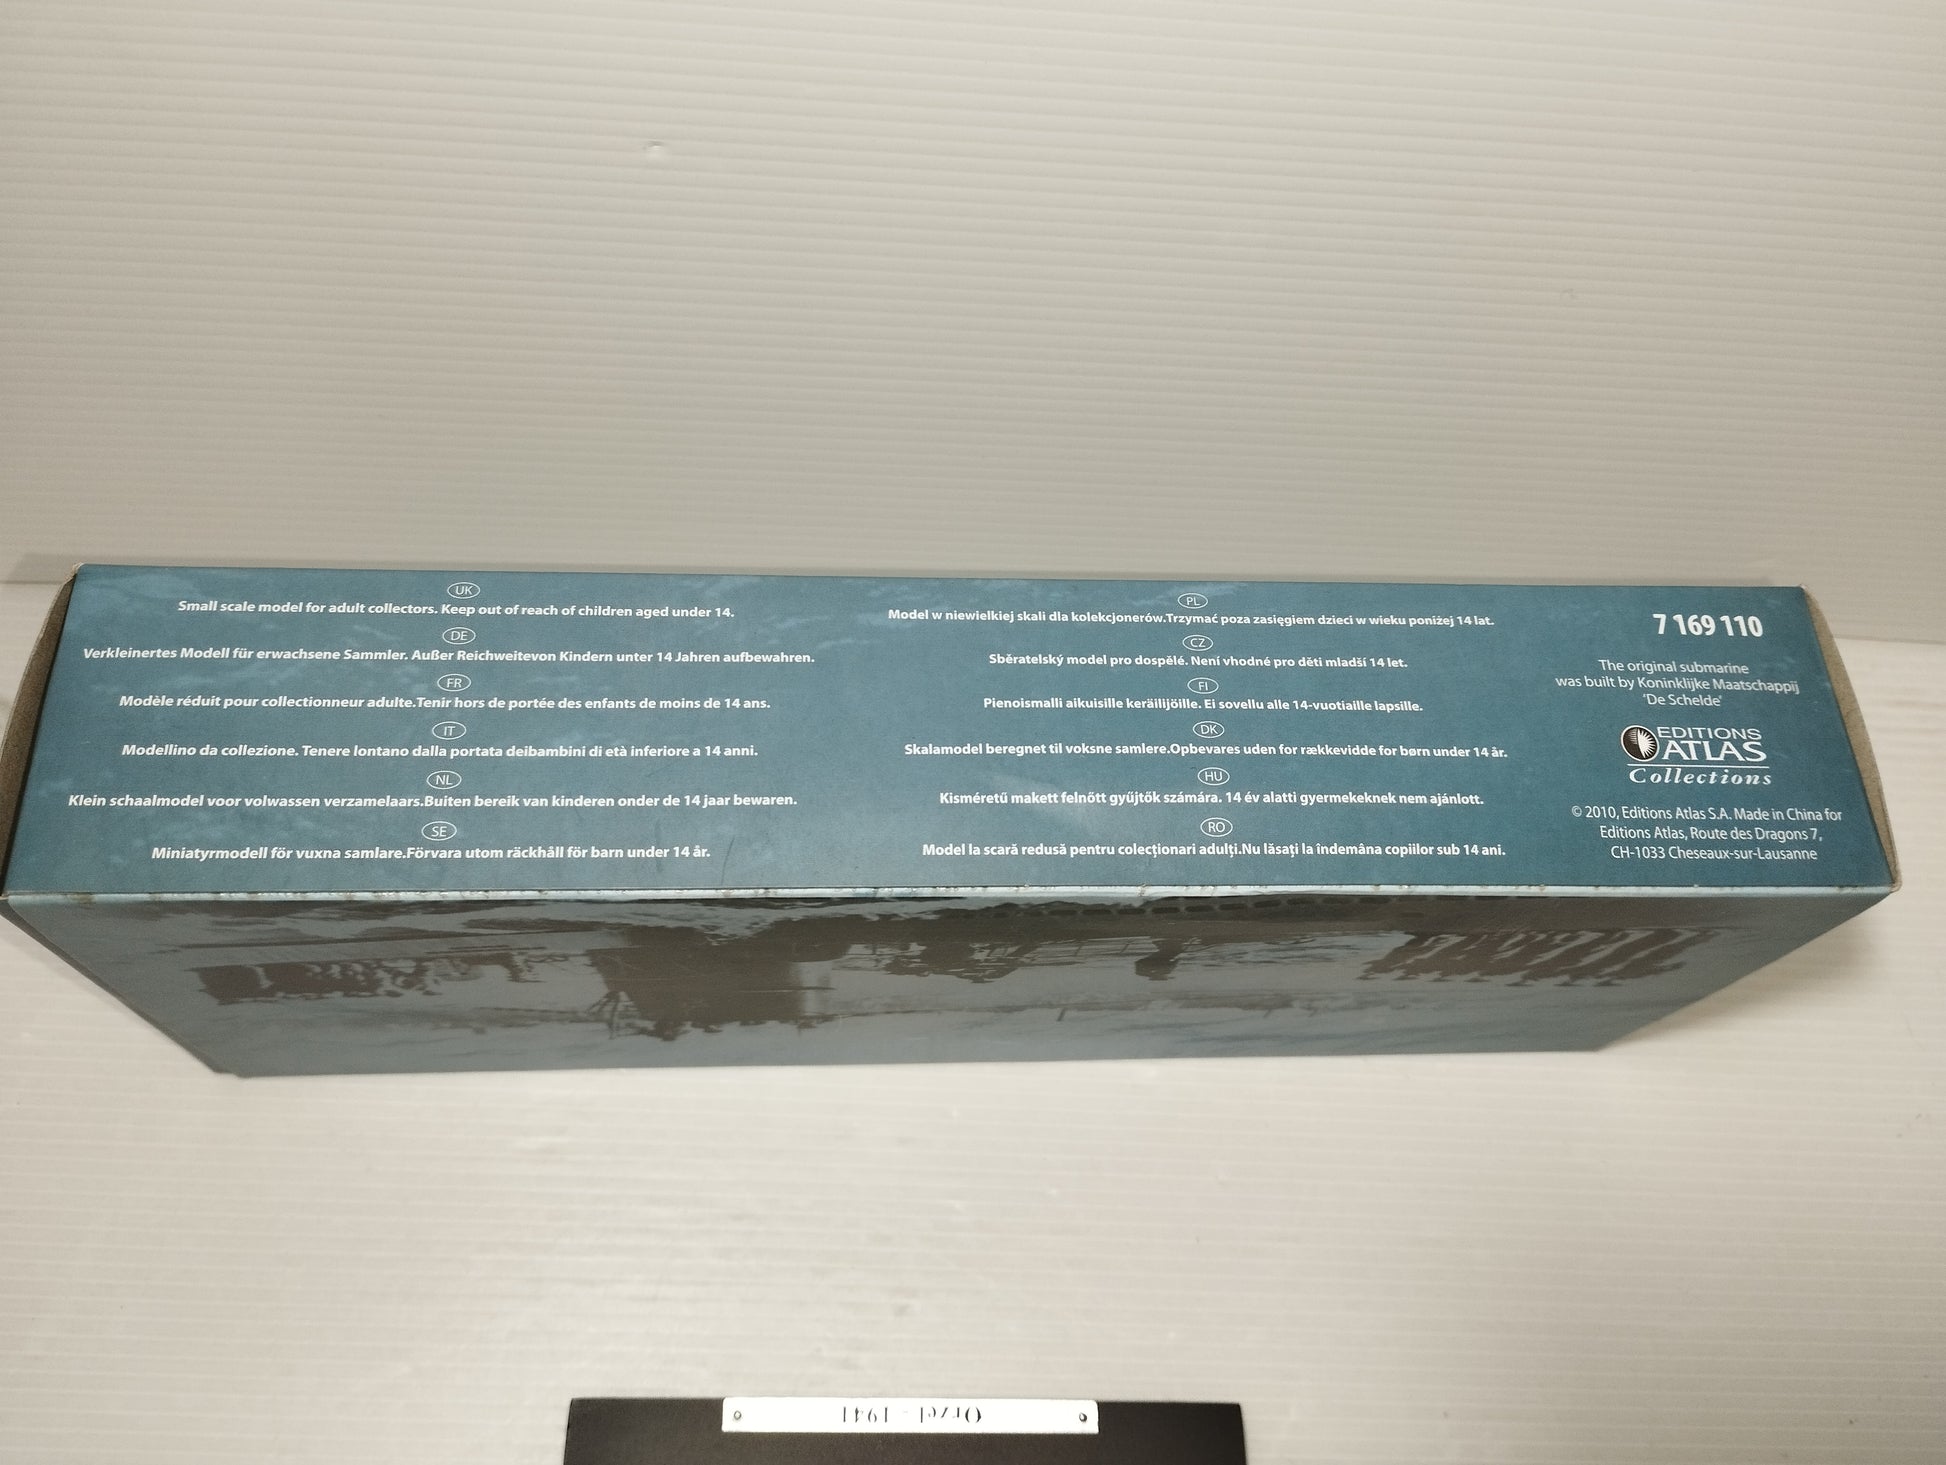 UK
Small scale model for adult collectors. Keep out of reach of children aged under 14.
DE
Verkleinertes Modell für erwachsene Sammler. Außer Reichweitevon Kindern unter 14 Jahren aufbewahren.
FR
Modèle réduit pour collectionneur adulte.Tenir hors de portée des enfants de moins de 14 ans.
IT
Modellino da collezione. Tenere lontano dalla portata deibambini di età inferiore a 14 anni.
NL
Klein schaalmodel voor volwassen verzamelaars.Buiten bereik van kinderen onder de 14 jaar bewaren.
SE
Miniatyrmodell för vuxna samlare.Förvara utom räckhåll för barn under 14 år.
PL
Model w niewielkiej skali dla kolekcjonerów.Trzymać poza zasięgiem dzieci w wieku poniżej 14 lat.
CZ
Sběratelský model pro dospělé. Není vhodné pro děti mladší 14 let.
FI
Pienoismalli aikuisille keräilijöille. Ei sovellu alle 14-vuotiaille lapsille.
DK
Skalamodel beregnet til voksne samlere.Opbevares uden for rækkevidde for børn under 14 år.
HU
Kisméretű makett felnőtt gyűjtők számára. 14 év alatti gyermekeknek nem ajánlott.
RO
Model la scară redusă pentru colecționari adulți.Nu lăsați la îndemâna copiilor sub 14 ani.
7 169 110
The original submarine
was built by Koninklijke Maatschappij
'De Schelde'
EDITIONS
ATLAS
Collections
© 2010, Editions Atlas S.A. Made in China for
Editions Atlas, Route des Dragons 7,
CH-1033 Cheseaux-sur-Lausanne
Orzel - 1941